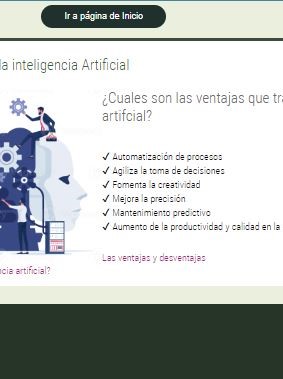 Ir a página de Inicio
la inteligencia Artificial
¿Cuales son las ventajas que tra
artifcial?
✓ Automatización de procesos
✓ Agiliza la toma de decisiones
✓ Fomenta la creatividad
✓ Mejora la precisión
✓ Mantenimiento predictivo
✓ Aumento de la productividad y calidad en la
Las ventajas y desventajas
ncia artificial?